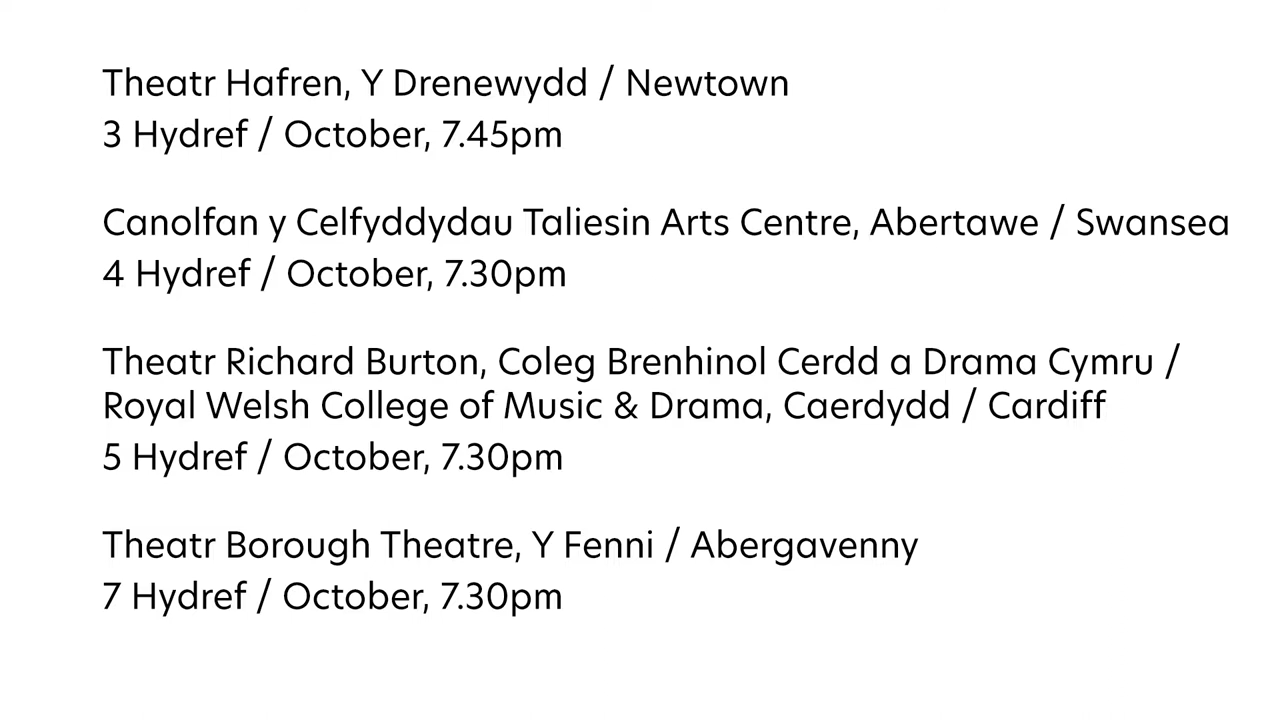 Theatr Hafren, Y Drenewydd / Newtown
3 Hydref / October, 7.45pm
Canolfan y Celfyddydau Taliesin Arts Centre, Abertawe / Swansea
4 Hydref / October, 7.30pm
Theatr Richard Burton, Coleg Brenhinol Cerdd a Drama Cymru /
Royal Welsh College of Music & Drama, Caerdydd / Cardiff
5 Hydref / October, 7.30pm
Theatr Borough Theatre, Y Fenni / Abergavenny
7 Hydref / October, 7.30pm